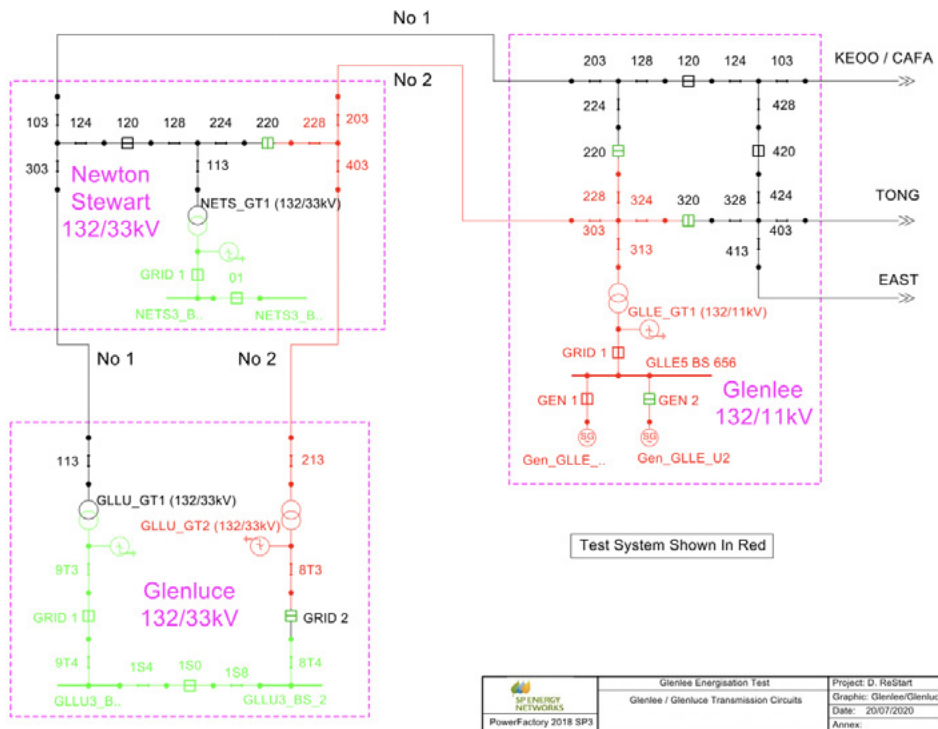 No 1
No 2
203 128 120 124 103
KEOO / CAFA
224
428
220
420
228 324
320 328
424
TONG
303
403
313
413
EAST
GLLE_GT1 (132/11kV)
GRID 1
GLLE5 BS 656
GEN 1
GEN 2
Glenlee
132/11kV
Gen_GLLE_..
Gen_GLLE_U2
103 124 120 128 224 220 228 203
303
113
403
Newton
Stewart
132/33kV
NETS_GT1 (132/33kV)
GRID 1
01
NETS3_B..
NETS3_B..
No 1
No 2
113
213
GLLU_GT1 (132/33kV)
GLLU_GT2 (132/33kV)
9T3
8T3
Glenluce
132/33kV
GRID 1
GRID 2
9T4
1S4
1S0
1S8
8T4
GLLU3_B..
GLLU3_BS_2
Test System Shown In Red
SP ENERGY
NETWORKS
PowerFactory 2018 SP3
Glenlee Energisation Test
Glenlee / Glenluce Transmission Circuits
Project: D. ReStart
Graphic: Glenlee/Glenluc
Date: 20/07/2020
Annex: